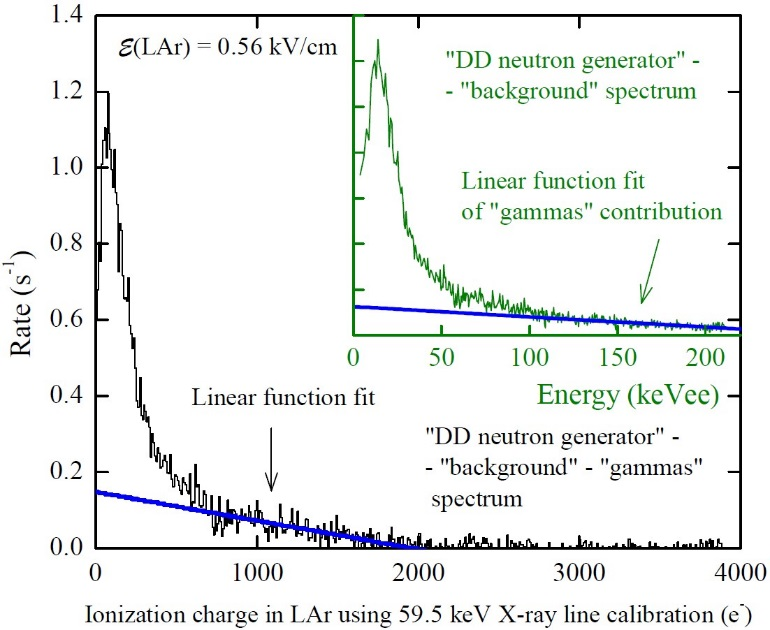 1.4
1.2
1.0
0.8
0.6
0.4
0.2
0.0
Rate (s⁻¹)
ℰ(LAr) = 0.56 kV/cm
"DD neutron generator" -
- "background" spectrum
Linear function fit
of "gammas" contribution
0 50 100 150 200
Energy (keVee)
Linear function fit
"DD neutron generator" -
- "background" - "gammas"
spectrum
0 1000 2000 3000 4000
Ionization charge in LAr using 59.5 keV X-ray line calibration (e⁻)